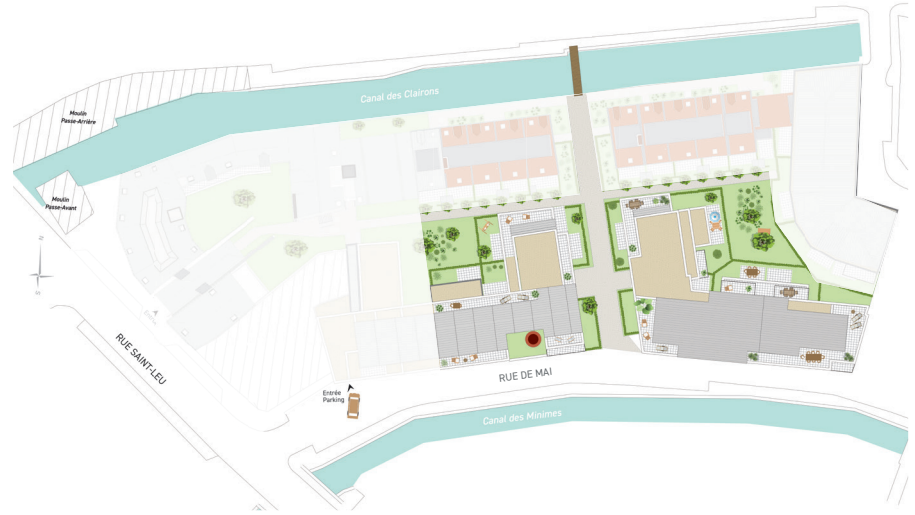 Canal des Clairons
Moulin
Passe-Arrière
Moulin
Passe-Avant
RUE SAINT-LEU
Entrée
Parking
RUE DE MAI
Canal des Minimes